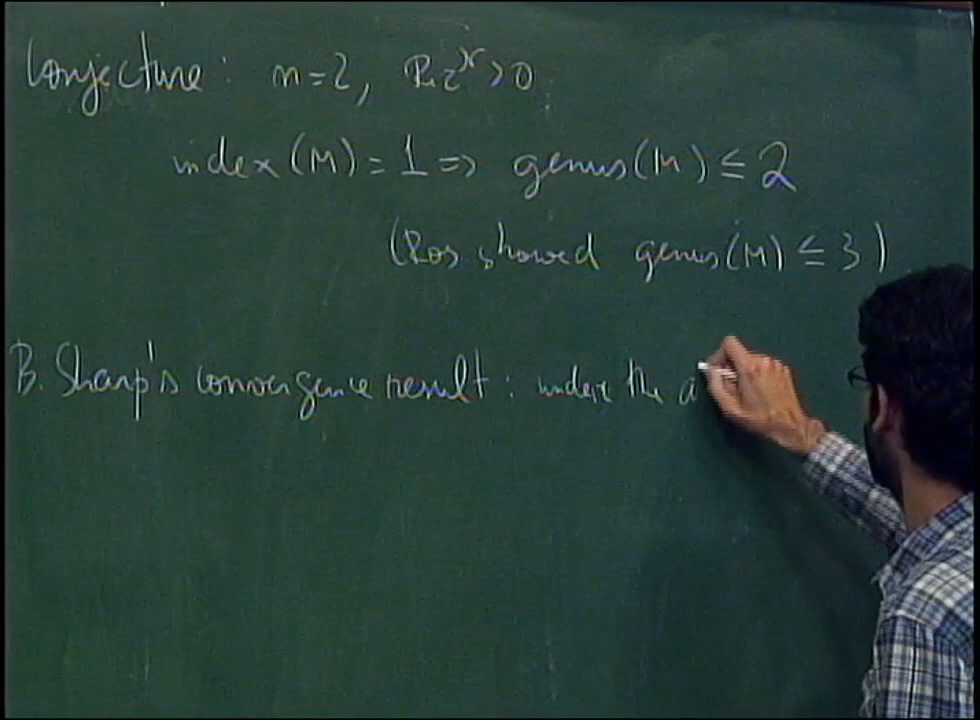 Conjecture: n=2, Ric^N>0
index(M)=1 => genus(M) ≤ 2
(Ros showed genus(M) ≤ 3)
B. Sharp's convergence result: under the a